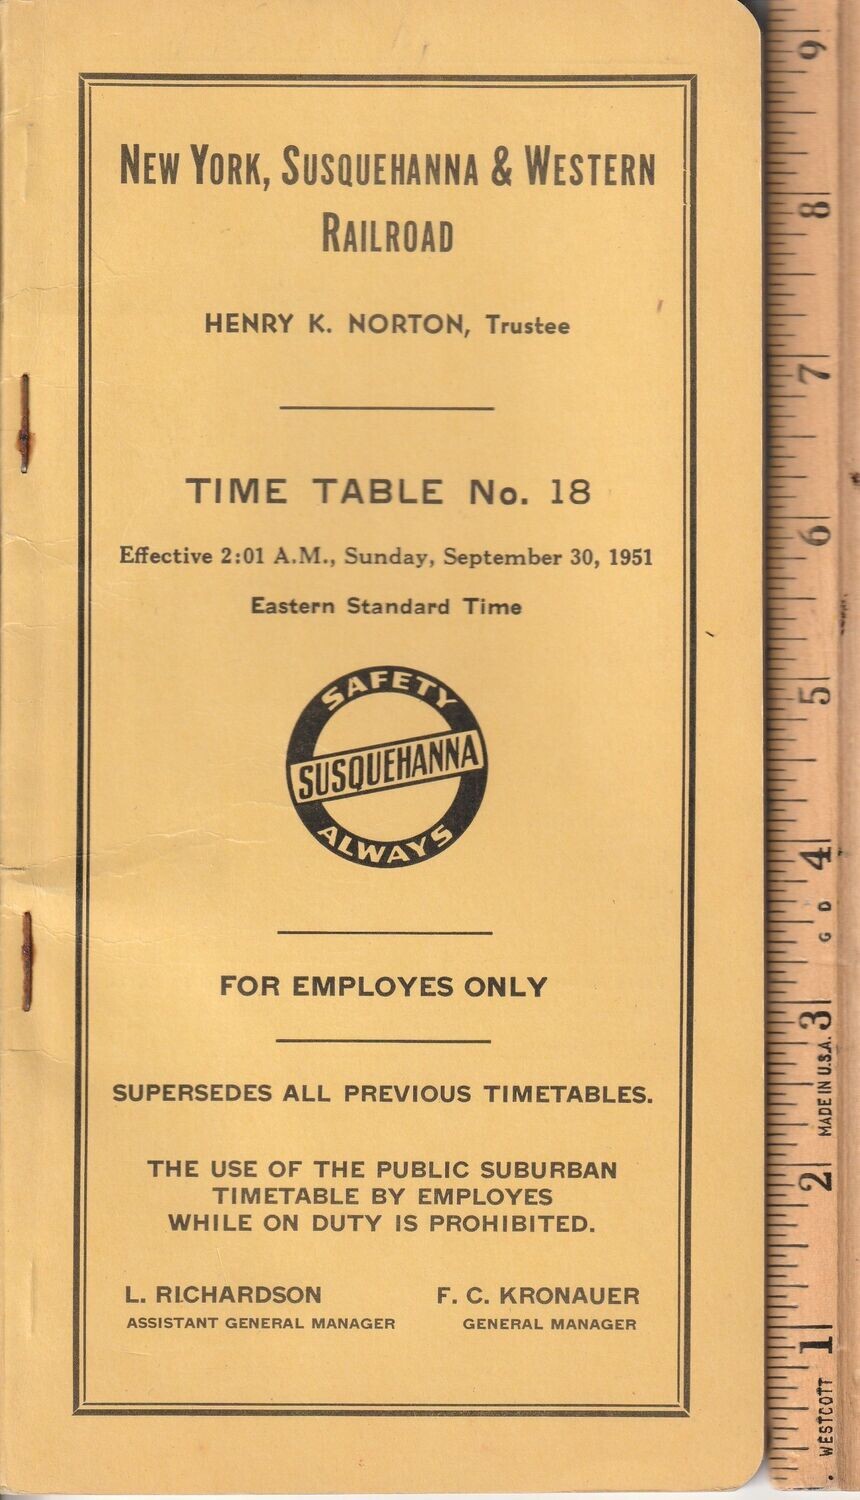 NEW YORK, SUSQUEHANNA & WESTERN
RAILROAD
HENRY K. NORTON, Trustee
TIME TABLE No. 18
Effective 2:01 A.M., Sunday, September 30, 1951
Eastern Standard Time
SAFETY
SUSQUEHANNA
ALWAYS
FOR EMPLOYES ONLY
SUPERSEDES ALL PREVIOUS TIMETABLES.
THE USE OF THE PUBLIC SUBURBAN
TIMETABLE BY EMPLOYES
WHILE ON DUTY IS PROHIBITED.
L. RICHARDSON
ASSISTANT GENERAL MANAGER
F. C. KRONAUER
GENERAL MANAGER
WESTCOTT
1
2
MADE IN U.S.A.
3
G D
4
5
6
7
8
9